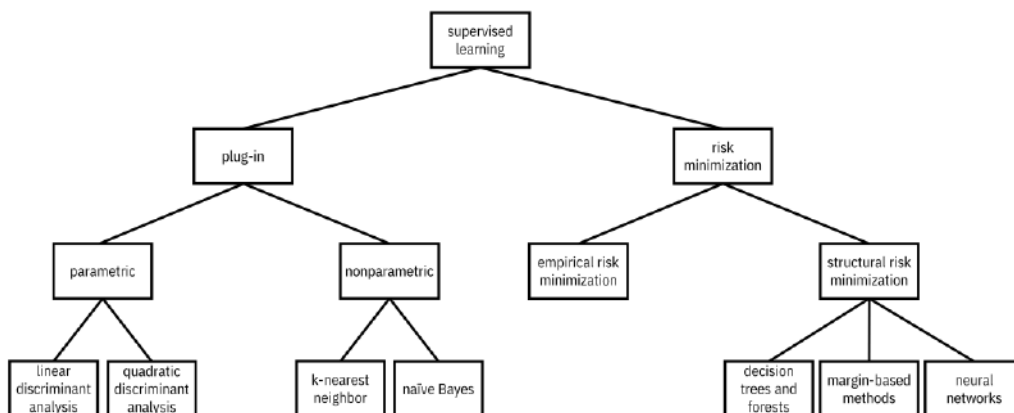 supervised
learning
plug-in
risk
minimization
parametric
nonparametric
empirical risk
minimization
structural risk
minimization
linear
discriminant
analysis
quadratic
discriminant
analysis
k-nearest
neighbor
naïve Bayes
decision
trees and
forests
margin-based
methods
neural
networks